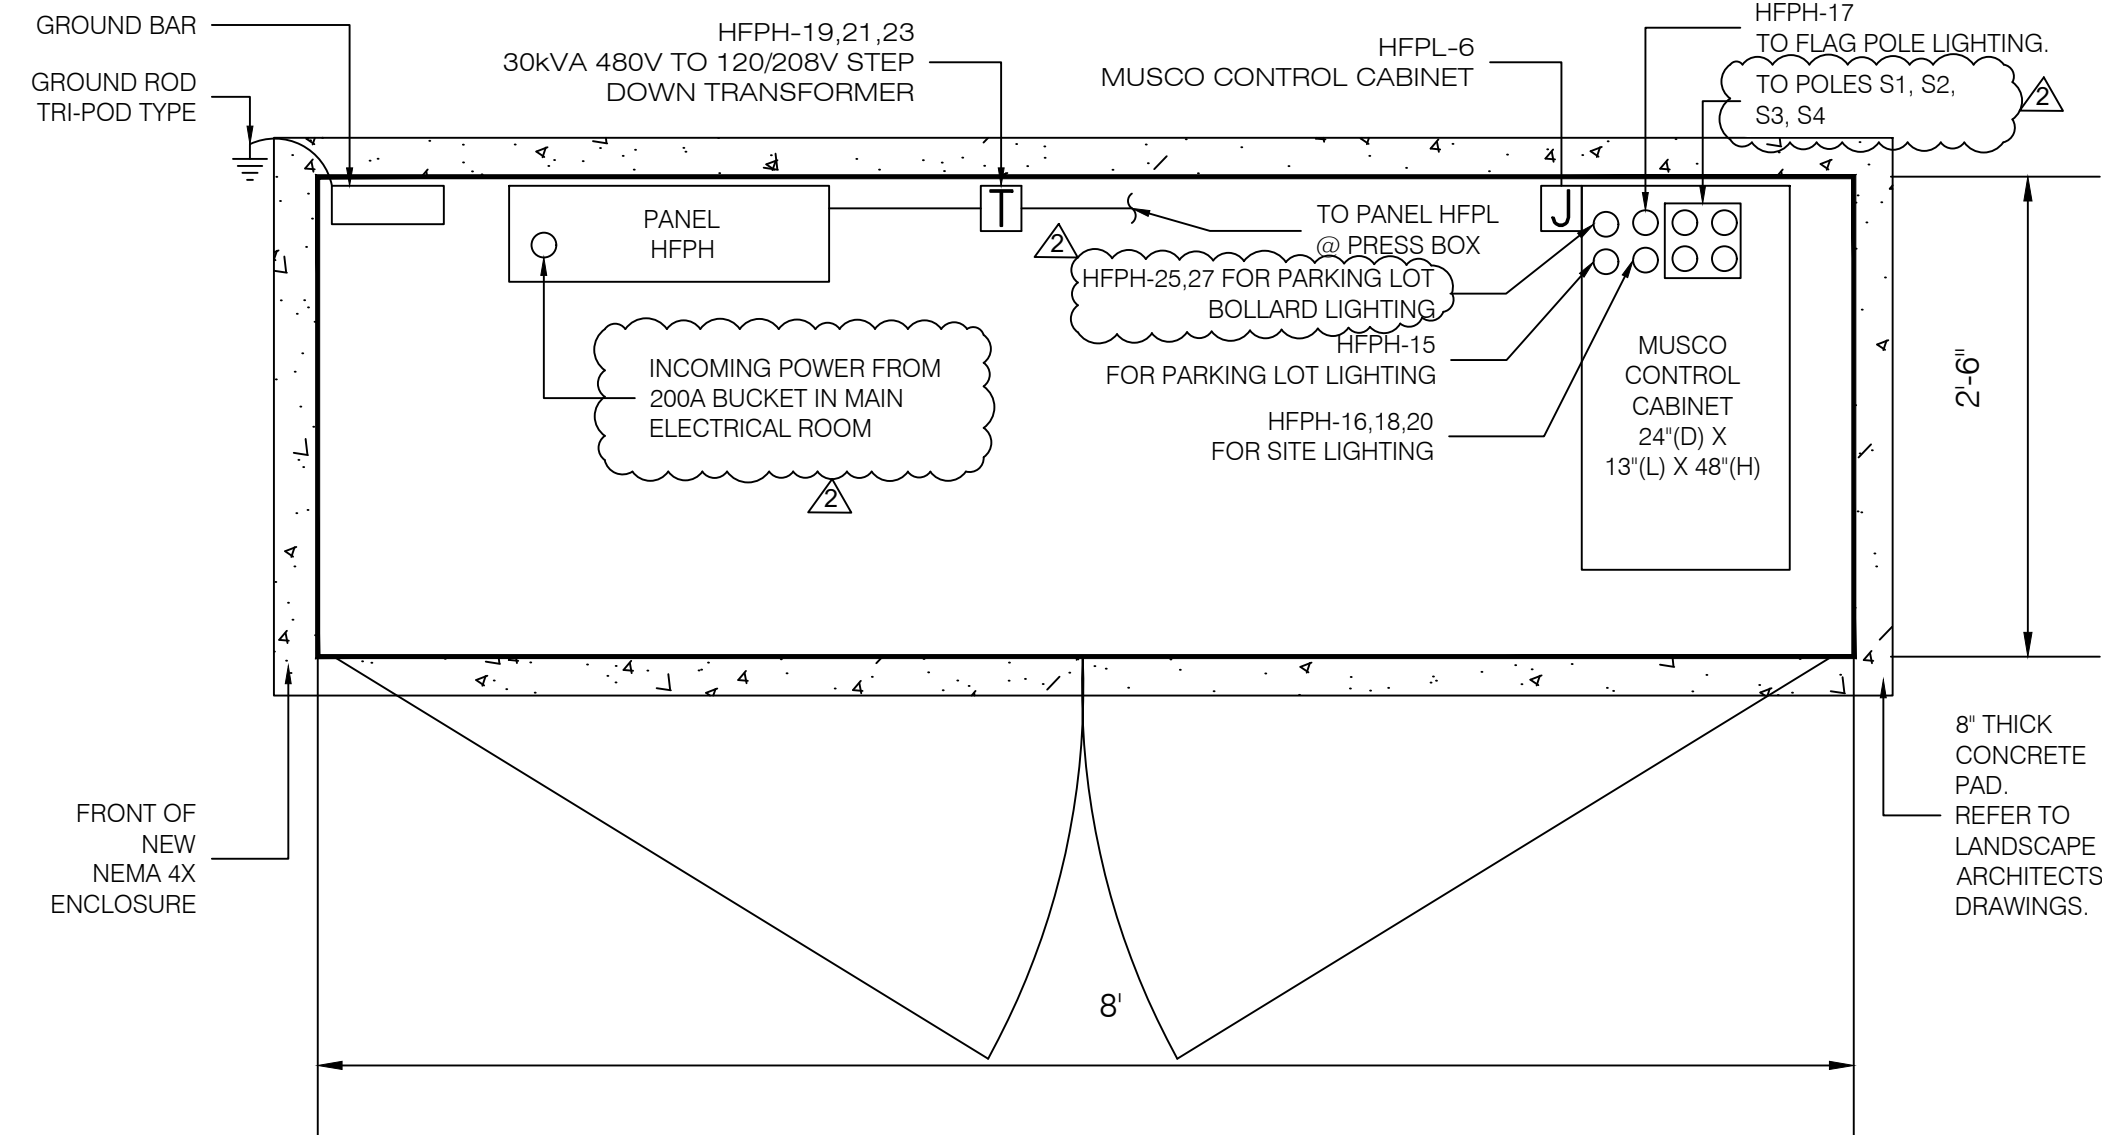 GROUND BAR
GROUND ROD
TRI-POD TYPE
HFPH-19,21,23
30kVA 480V TO 120/208V STEP
DOWN TRANSFORMER
HFPL-6
MUSCO CONTROL CABINET
HFPH-17
TO FLAG POLE LIGHTING.
TO POLES S1, S2,
S3, S4
2
PANEL
HFPH
T
TO PANEL HFPL
@ PRESS BOX
J
2
HFPH-25,27 FOR PARKING LOT
BOLLARD LIGHTING
HFPH-15
FOR PARKING LOT LIGHTING
HFPH-16,18,20
FOR SITE LIGHTING
INCOMING POWER FROM
200A BUCKET IN MAIN
ELECTRICAL ROOM
2
MUSCO
CONTROL
CABINET
24"(D) X
13"(L) X 48"(H)
2'-6"
FRONT OF
NEW
NEMA 4X
ENCLOSURE
8" THICK
CONCRETE
PAD.
REFER TO
LANDSCAPE
ARCHITECTS
DRAWINGS.
8'